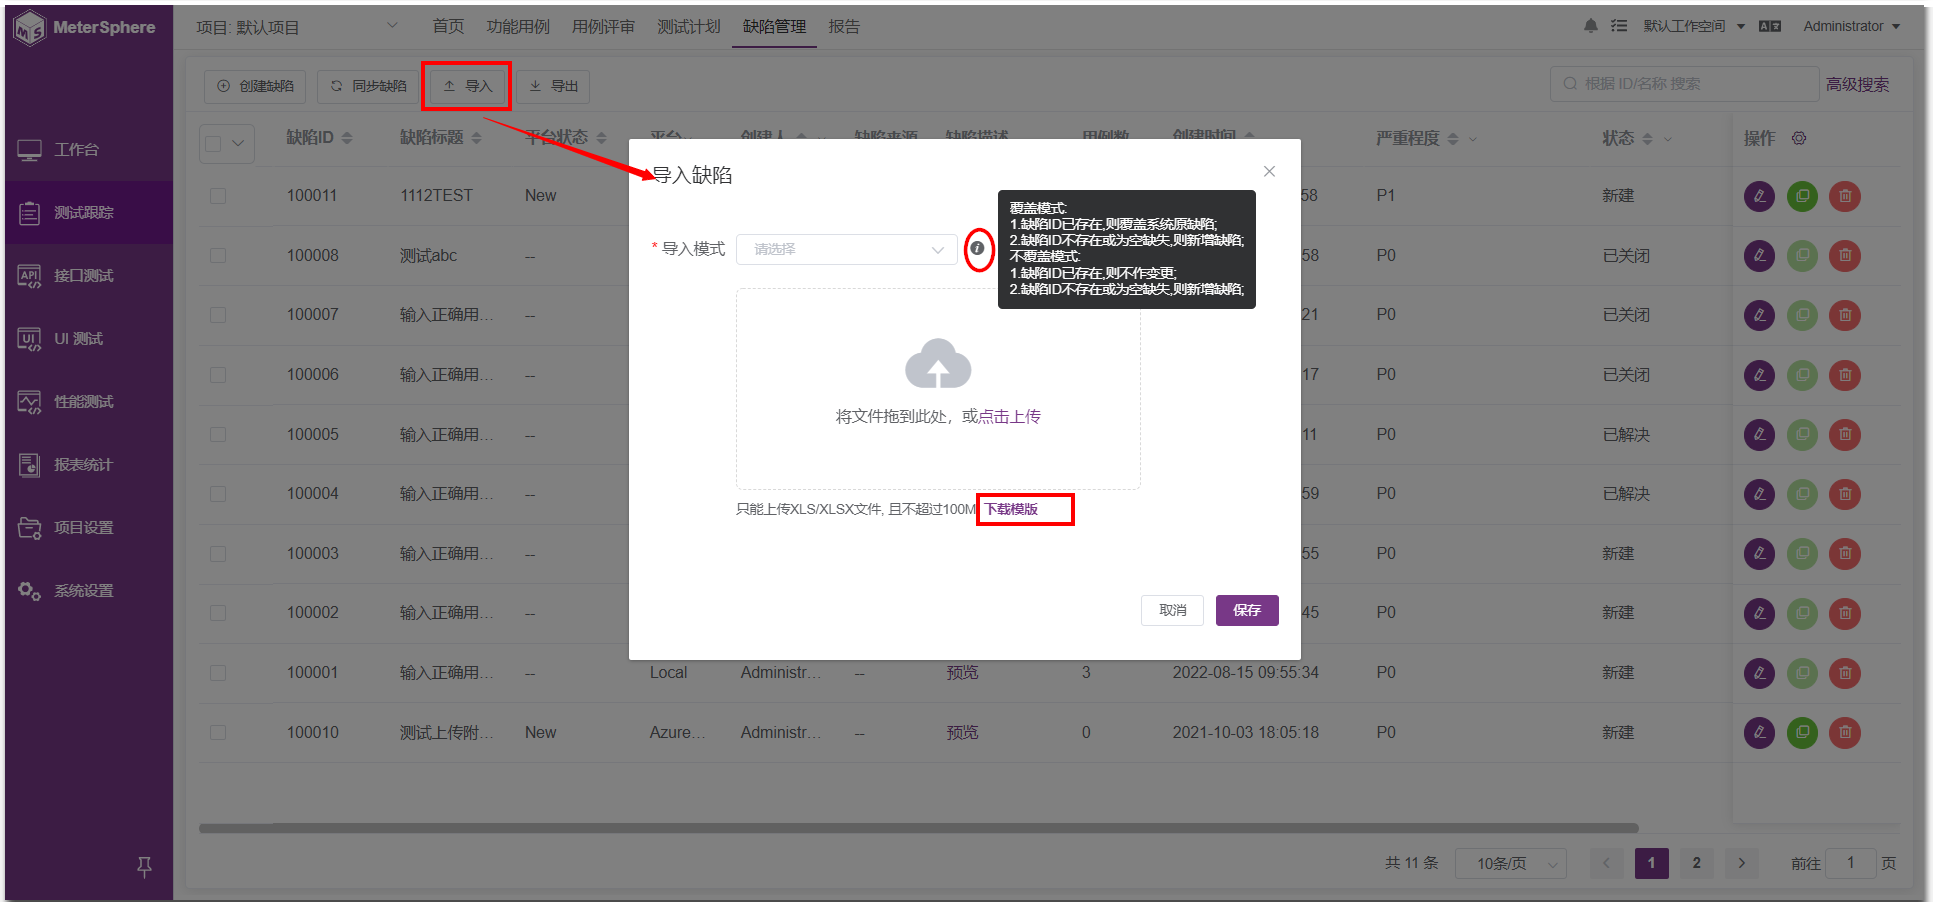 MeterSphere
项目: 默认项目
首页 功能用例 用例评审 测试计划 缺陷管理 报告
默认工作空间
Administrator
工作台
测试跟踪
接口测试
UI 测试
性能测试
报表统计
项目设置
系统设置
创建缺陷 同步缺陷 导入 导出
根据 ID/名称 搜索 高级搜索
缺陷ID 缺陷标题 平台状态 平台 创建人 缺陷来源 缺陷描述 用例数 创建时间 严重程度 状态 操作
100011 1112TEST New 58 P1 新建
100008 测试abc -- 58 P0 已关闭
100007 输入正确用... -- 21 P0 已关闭
100006 输入正确用... -- 17 P0 已关闭
100005 输入正确用... -- 11 P0 已解决
100004 输入正确用... -- 59 P0 已解决
100003 输入正确用... -- 55 P0 新建
100002 输入正确用... -- 45 P0 新建
100001 输入正确用... -- Local Administr... -- 预览 3 2022-08-15 09:55:34 P0 新建
100010 测试上传附... New Azure... Administr... -- 预览 0 2021-10-03 18:05:18 P0 新建
导入缺陷
* 导入模式 请选择
覆盖模式:
1.缺陷ID已存在,则覆盖系统原缺陷;
2.缺陷ID不存在或为空缺失,则新增缺陷;
不覆盖模式:
1.缺陷ID已存在,则不作变更;
2.缺陷ID不存在或为空缺失,则新增缺陷;
将文件拖到此处，或点击上传
只能上传XLS/XLSX文件, 且不超过100M 下载模版
取消 保存
共 11 条 10条/页 1 2 前往 1 页